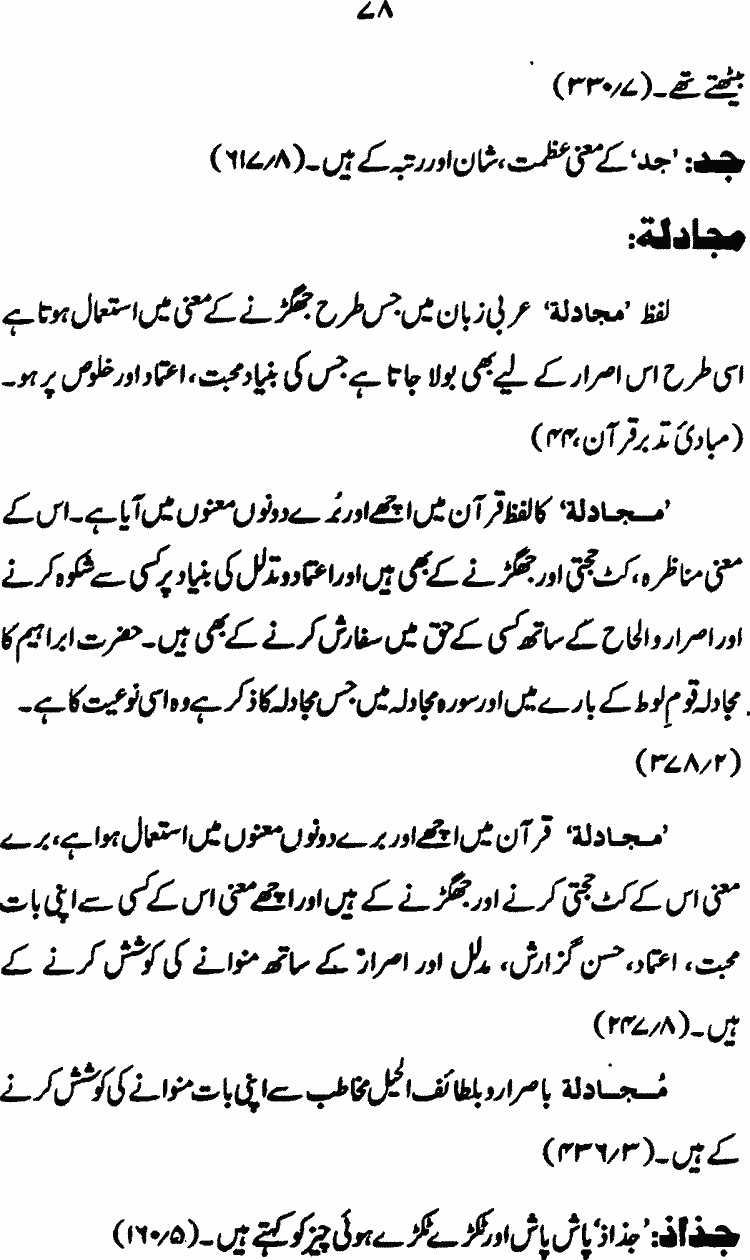 ۷۸
بیٹھتے تھے۔ (۷/۳۳۰)
جد: ’جد‘ کے معنی عظمت، شان اور رتبہ کے ہیں۔ (۸/۶۱۷)
مجادلة:
لفظ ’مجادلة‘ عربی زبان میں جس طرح جھگڑنے کے معنی میں استعمال ہوتا ہے
اسی طرح اس اصرار کے لیے بھی بولا جاتا ہے جس کی بنیاد محبت، اعتماد اور خلوص پر ہو۔
(مبادیٔ تدبر قرآن، ۴۴)
’مجادلة‘ کا لفظ قرآن میں اچھے اور بُرے دونوں معنوں میں آیا ہے۔ اس کے
معنی مناظرہ، کٹ حجتی اور جھگڑنے کے بھی ہیں اور اعتماد و تدلل کی بنیاد پر کسی سے شکوہ کرنے
اور اصرار و الحاح کے ساتھ کسی کے حق میں سفارش کرنے کے بھی ہیں۔ حضرت ابراہیم کا
مجادلہ قومِ لوط کے بارے میں اور سورہ مجادلہ میں جس مجادلہ کا ذکر ہے وہ اسی نوعیت کا ہے۔
(۲/۳۷۸)
’مجادلة‘ قرآن میں اچھے اور برے دونوں معنوں میں استعمال ہوا ہے، برے
معنی اس کے کٹ حجتی کرنے اور جھگڑنے کے ہیں اور اچھے معنی اس کے کسی سے اپنی بات
محبت، اعتماد، حسن گزارش، مدلل اور اصرار کے ساتھ منوانے کی کوشش کرنے کے
ہیں۔ (۸/۲۴۷)
مُجادلة باصرار و بلطائف الحیل مخاطب سے اپنی بات منوانے کی کوشش کرنے
کے ہیں۔ (۳/۴۳۶)
جذاذ: ’جذاذ‘ پاش پاش اور ٹکڑے ٹکڑے ہوئی چیز کو کہتے ہیں۔ (۵/۱۶۰)